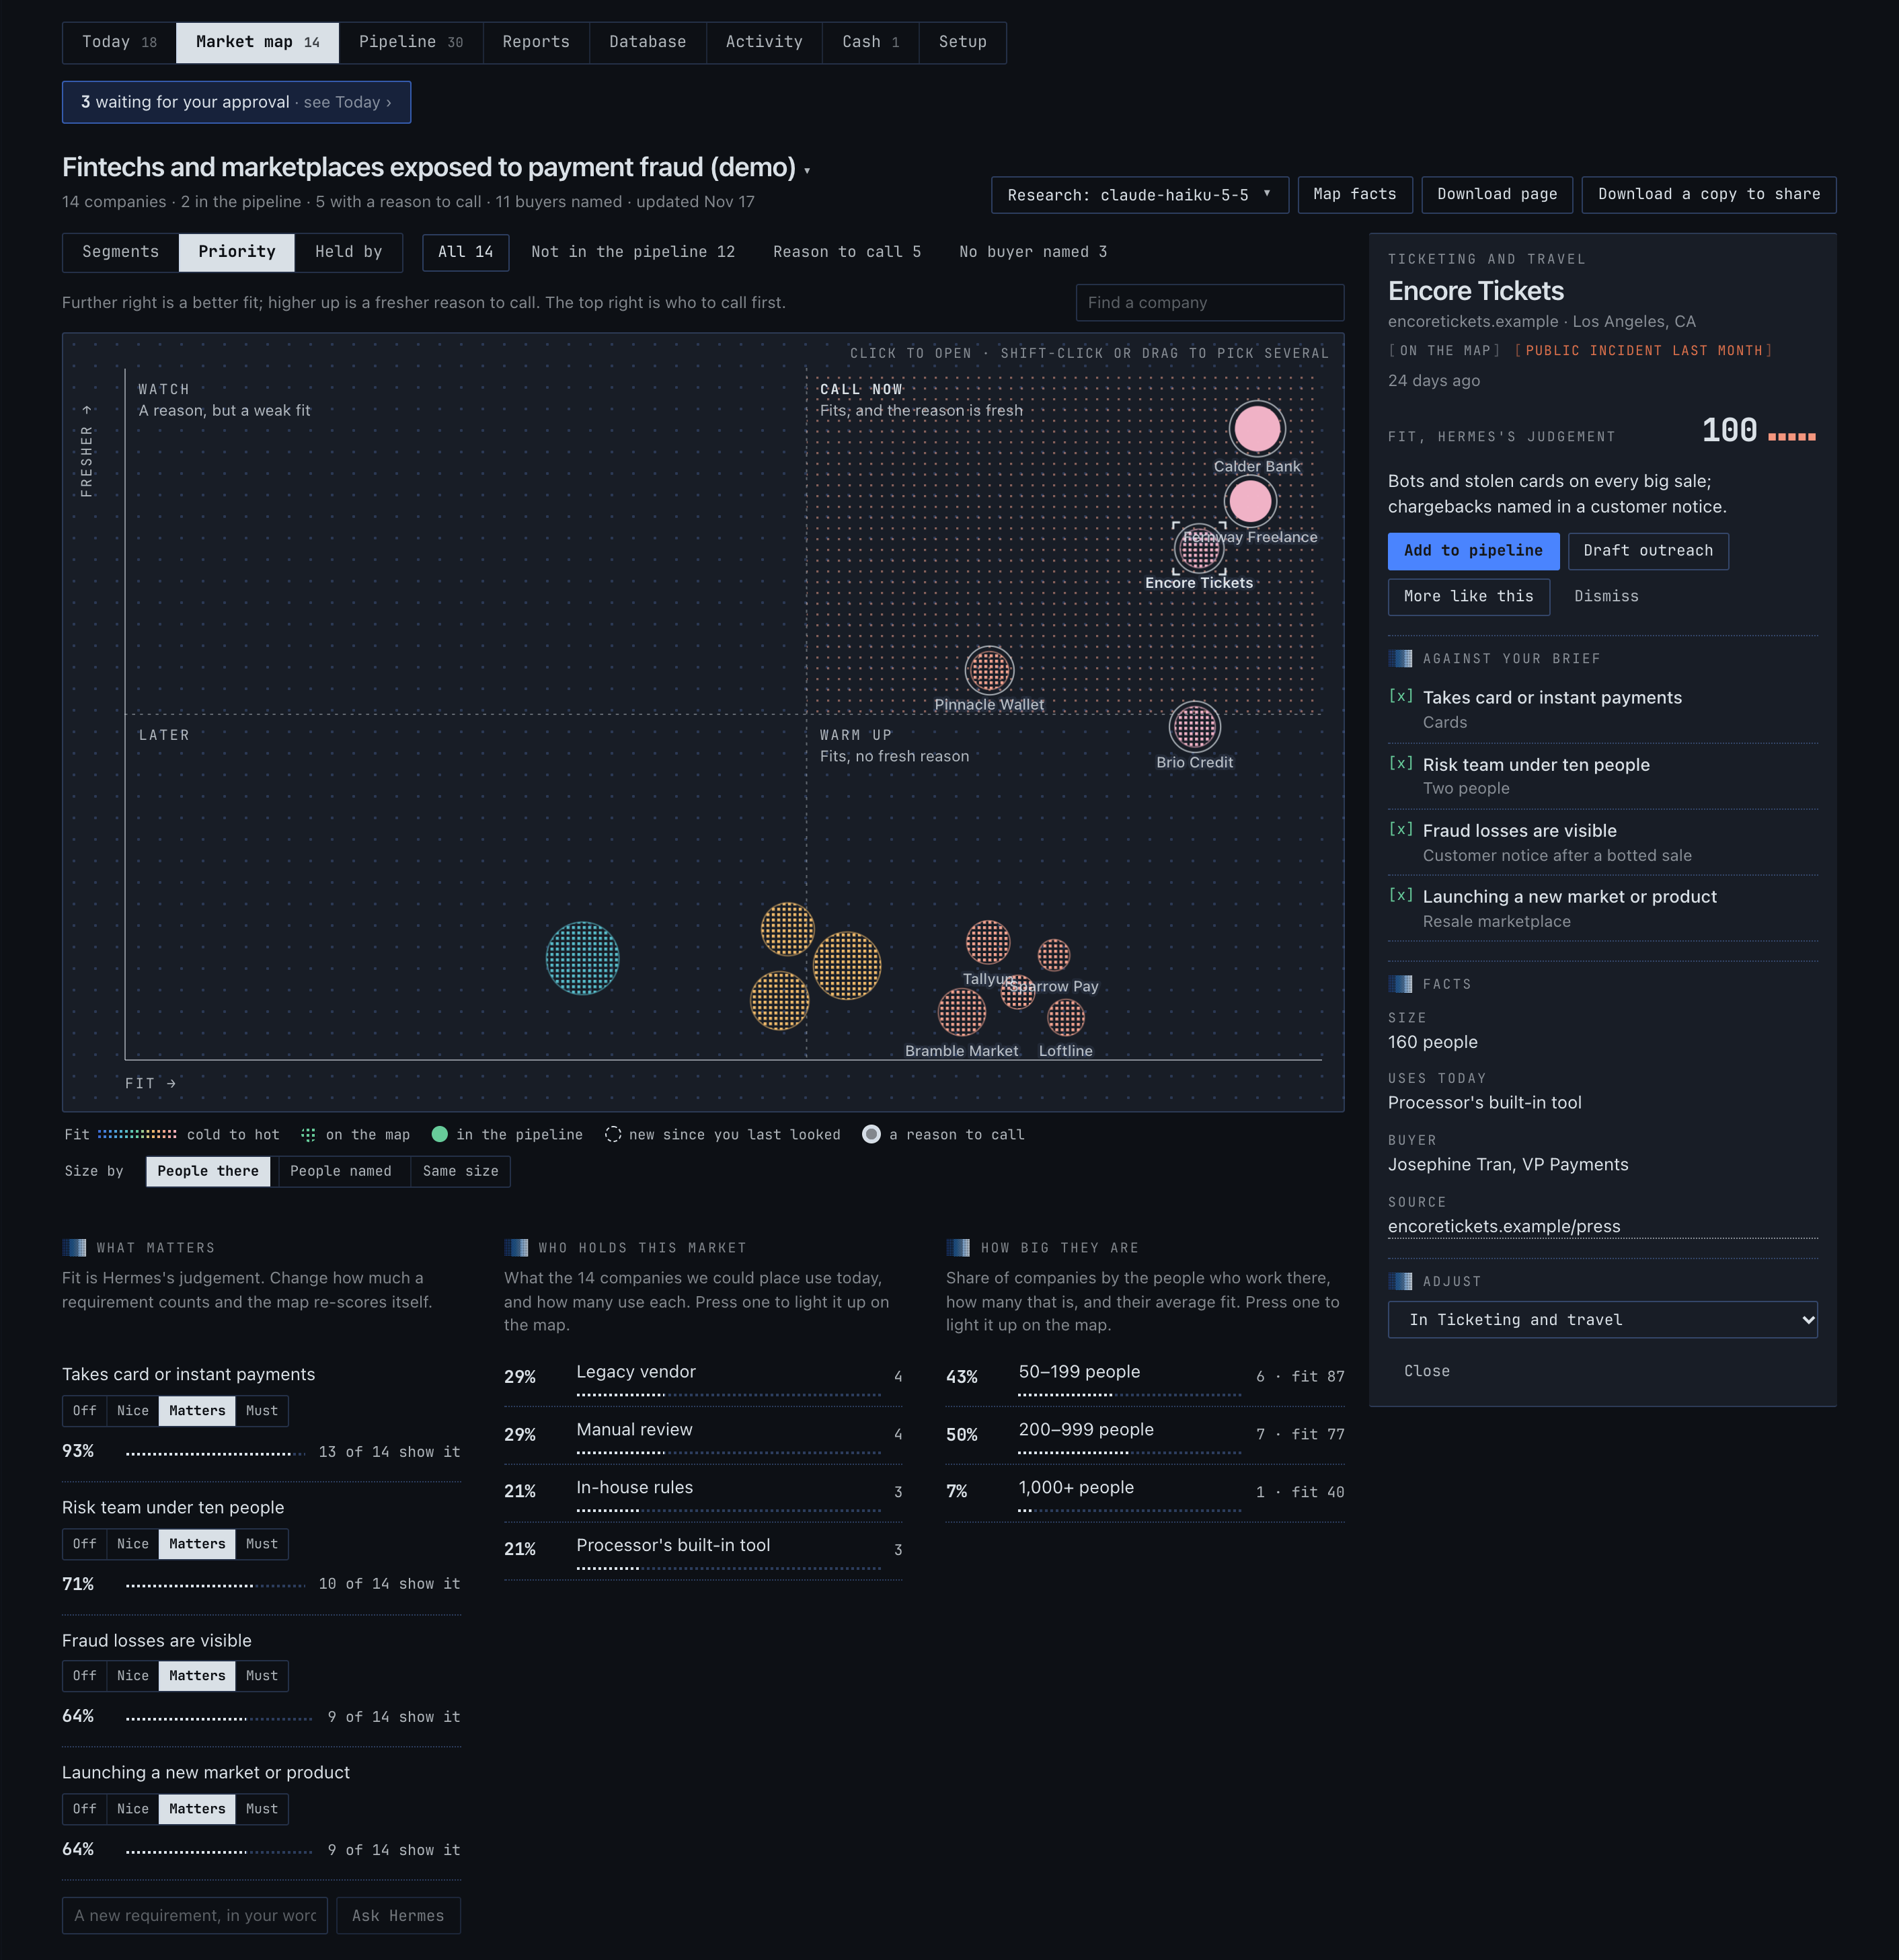 Today 18 Market map 14 Pipeline 30 Reports Database Activity Cash 1 Setup
3 waiting for your approval · see Today ›
Fintechs and marketplaces exposed to payment fraud (demo) ▾
14 companies · 2 in the pipeline · 5 with a reason to call · 11 buyers named · updated Nov 17
Research: claude-haiku-5-5 ▾ Map facts Download page Download a copy to share
Segments Priority Held by All 14 Not in the pipeline 12 Reason to call 5 No buyer named 3
Further right is a better fit; higher up is a fresher reason to call. The top right is who to call first.
Find a company
CLICK TO OPEN · SHIFT-CLICK OR DRAG TO PICK SEVERAL
FRESHER →
WATCH
A reason, but a weak fit
CALL NOW
Fits, and the reason is fresh
Calder Bank
Freelance
Encore Tickets
Pinnacle Wallet
LATER
WARM UP
Fits, no fresh reason
Brio Credit
Sparrow Pay
Bramble Market
Loftline
FIT →
Fit cold to hot on the map in the pipeline new since you last looked a reason to call
Size by People there People named Same size
WHAT MATTERS
Fit is Hermes's judgement. Change how much a
requirement counts and the map re-scores itself.
Takes card or instant payments
Off Nice Matters Must
93% 13 of 14 show it
Risk team under ten people
Off Nice Matters Must
71% 10 of 14 show it
Fraud losses are visible
Off Nice Matters Must
64% 9 of 14 show it
Launching a new market or product
Off Nice Matters Must
64% 9 of 14 show it
A new requirement, in your
Ask Hermes
WHO HOLDS THIS MARKET
What the 14 companies we could place use today,
and how many use each. Press one to light it up on
the map.
29% Legacy vendor 4
29% Manual review 4
21% In-house rules 3
21% Processor's built-in tool 3
HOW BIG THEY ARE
Share of companies by the people who work there,
how many that is, and their average fit. Press one to
light it up on the map.
43% 50–199 people 6 · fit 87
50% 200–999 people 7 · fit 77
7% 1,000+ people 1 · fit 40
TICKETING AND TRAVEL
Encore Tickets
encoretickets.example · Los Angeles, CA
[ON THE MAP] [PUBLIC INCIDENT LAST MONTH]
24 days ago
FIT, HERMES'S JUDGEMENT 100
Bots and stolen cards on every big sale;
chargebacks named in a customer notice.
Add to pipeline Draft outreach
More like this Dismiss
AGAINST YOUR BRIEF
[x] Takes card or instant payments
Cards
[x] Risk team under ten people
Two people
[x] Fraud losses are visible
Customer notice after a botted sale
[x] Launching a new market or product
Resale marketplace
FACTS
SIZE
160 people
USES TODAY
Processor's built-in tool
BUYER
Josephine Tran, VP Payments
SOURCE
encoretickets.example/press
ADJUST
In Ticketing and travel
Close